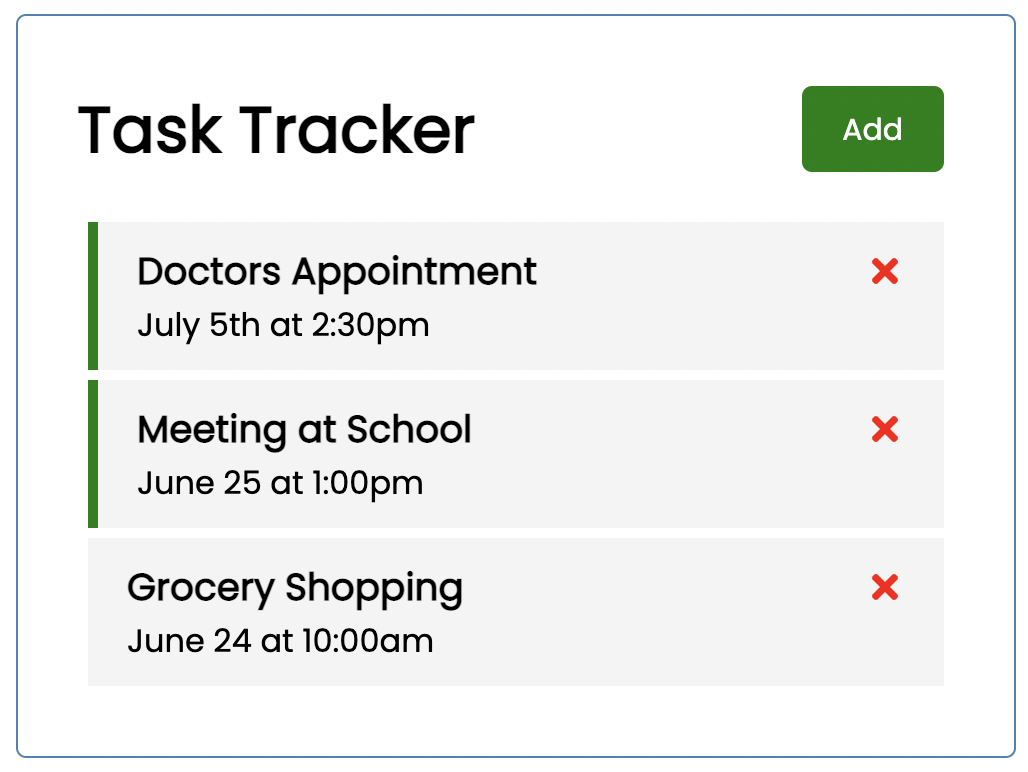 Task Tracker
Add
Doctors Appointment
July 5th at 2:30pm
Meeting at School
June 25 at 1:00pm
Grocery Shopping
June 24 at 10:00am